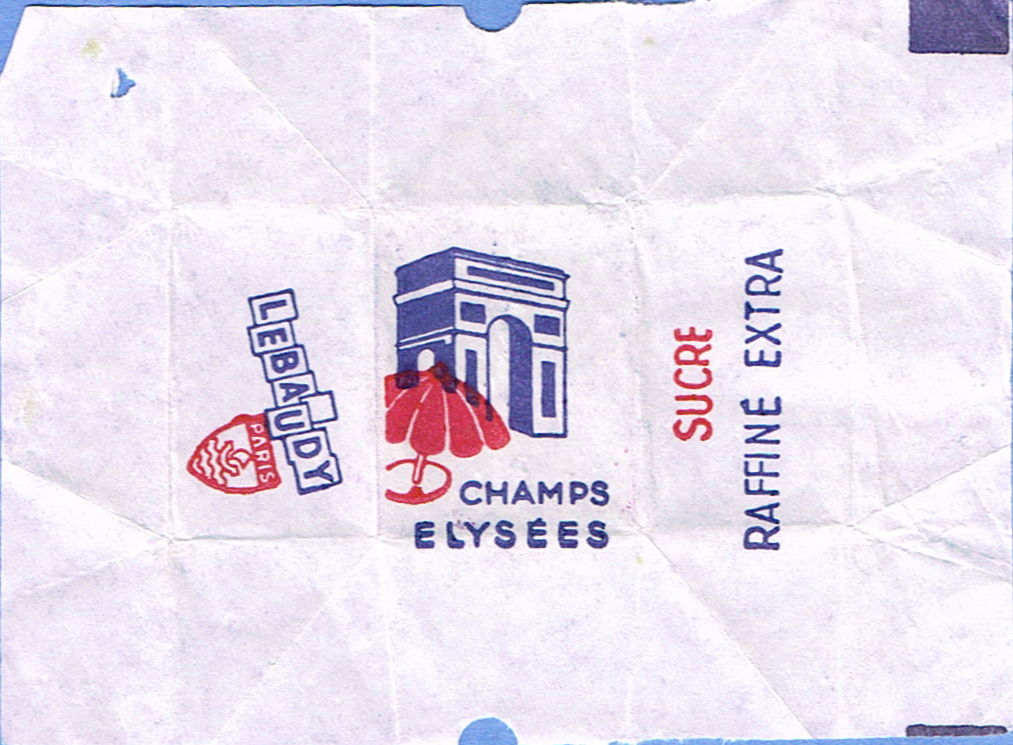 LEBAUDY
PARIS
CHAMPS
ELYSÉES
SUCRE
RAFFINÉ EXTRA